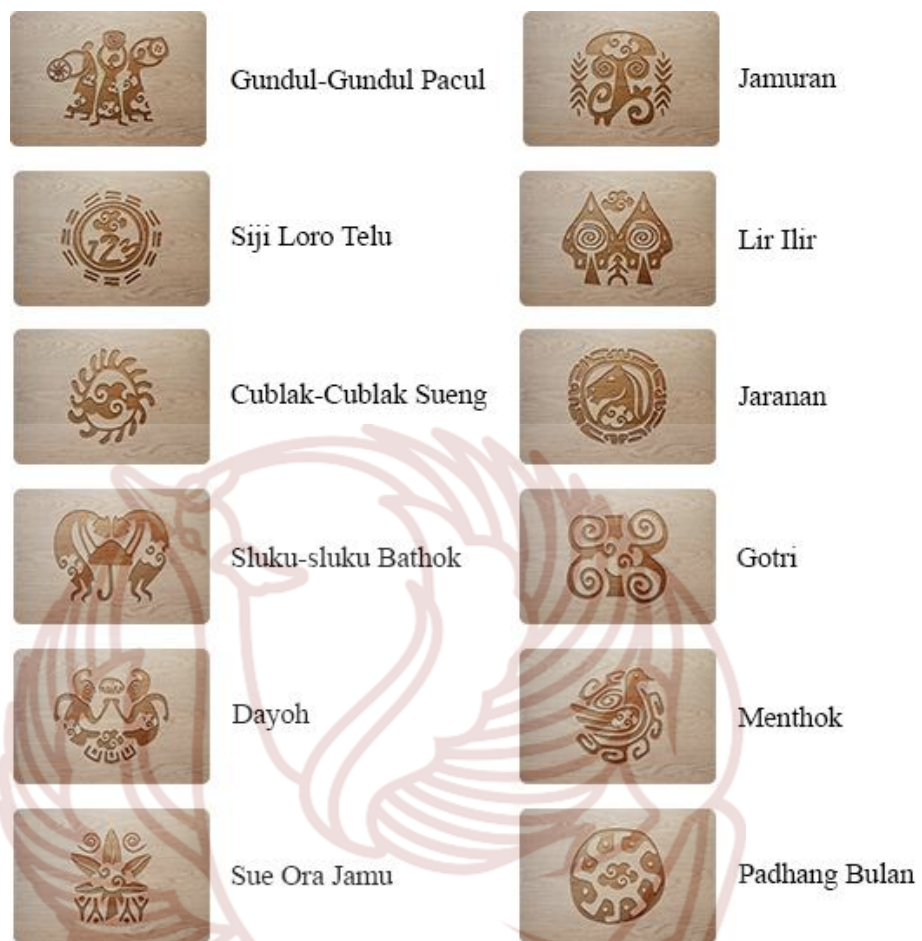 Gundul-Gundul Pacul
Jamuran
Siji Loro Telu
123
Lir Ilir
Cublak-Cublak Sueng
Jaranan
Sluku-sluku Bathok
Gotri
Dayoh
Menthok
Sue Ora Jamu
Padhang Bulan